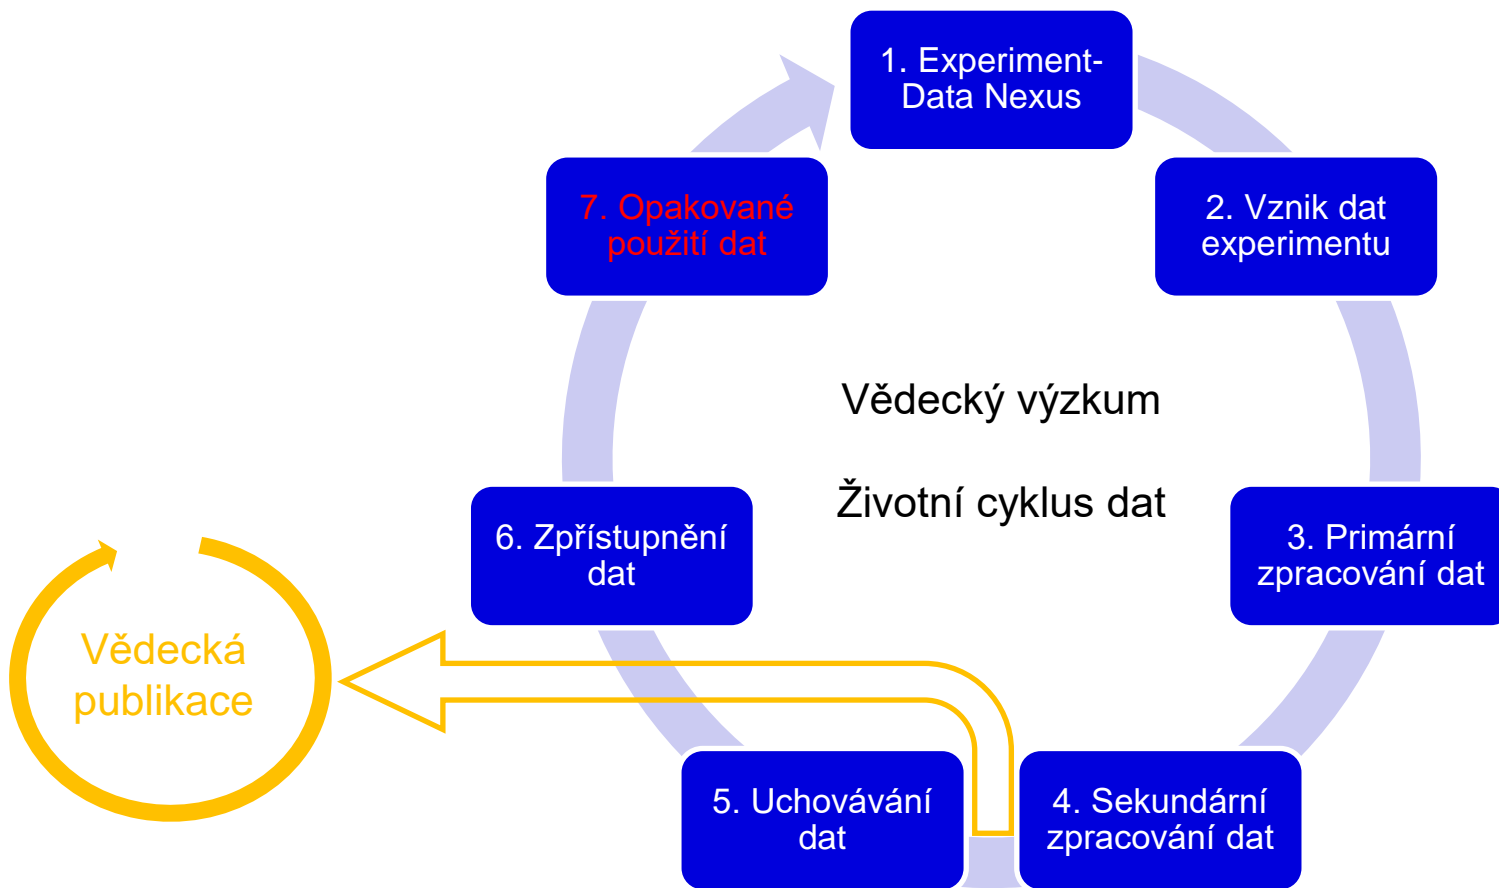 1. Experiment-
Data Nexus
2. Vznik dat
experimentu
3. Primární
zpracování dat
4. Sekundární
zpracování dat
5. Uchovávání
dat
6. Zpřístupnění
dat
7. Opakované
použití dat
Vědecký výzkum
Životní cyklus dat
Vědecká
publikace